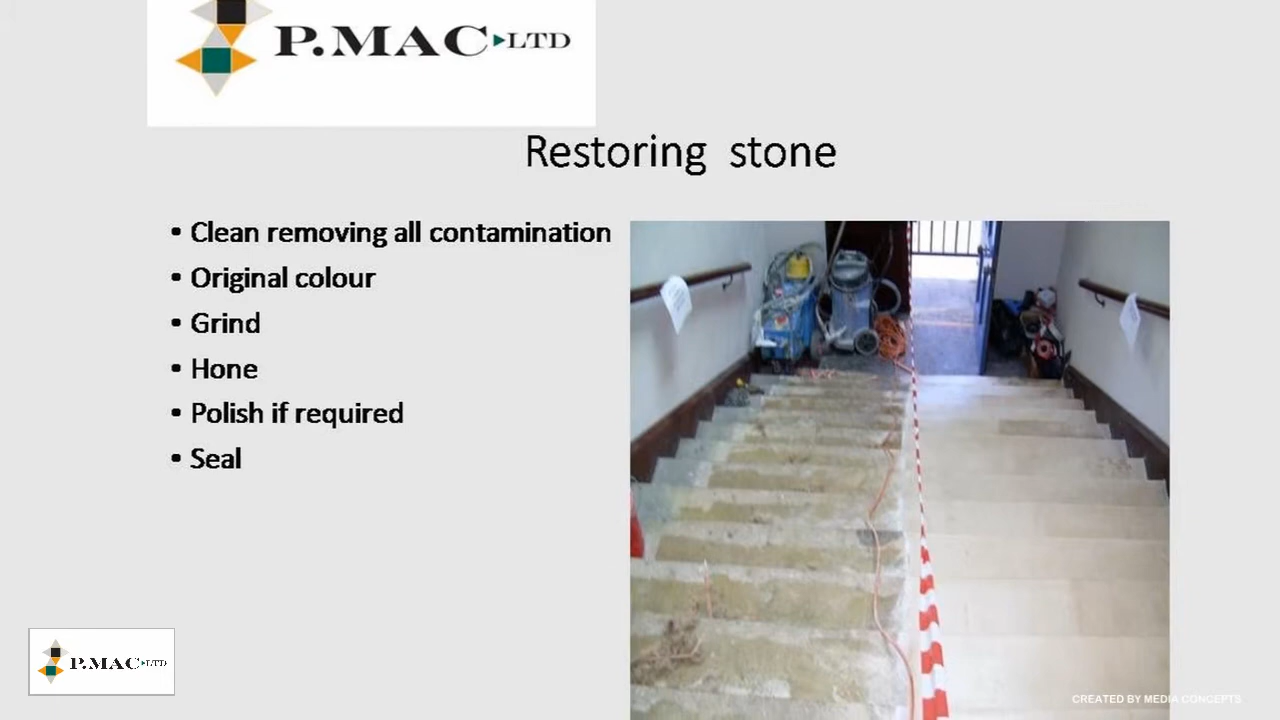 P.MAC LTD
Restoring stone
• Clean removing all contamination
• Original colour
• Grind
• Hone
• Polish if required
• Seal
P.MAC LTD
CREATED BY MEDIA CONCEPTS